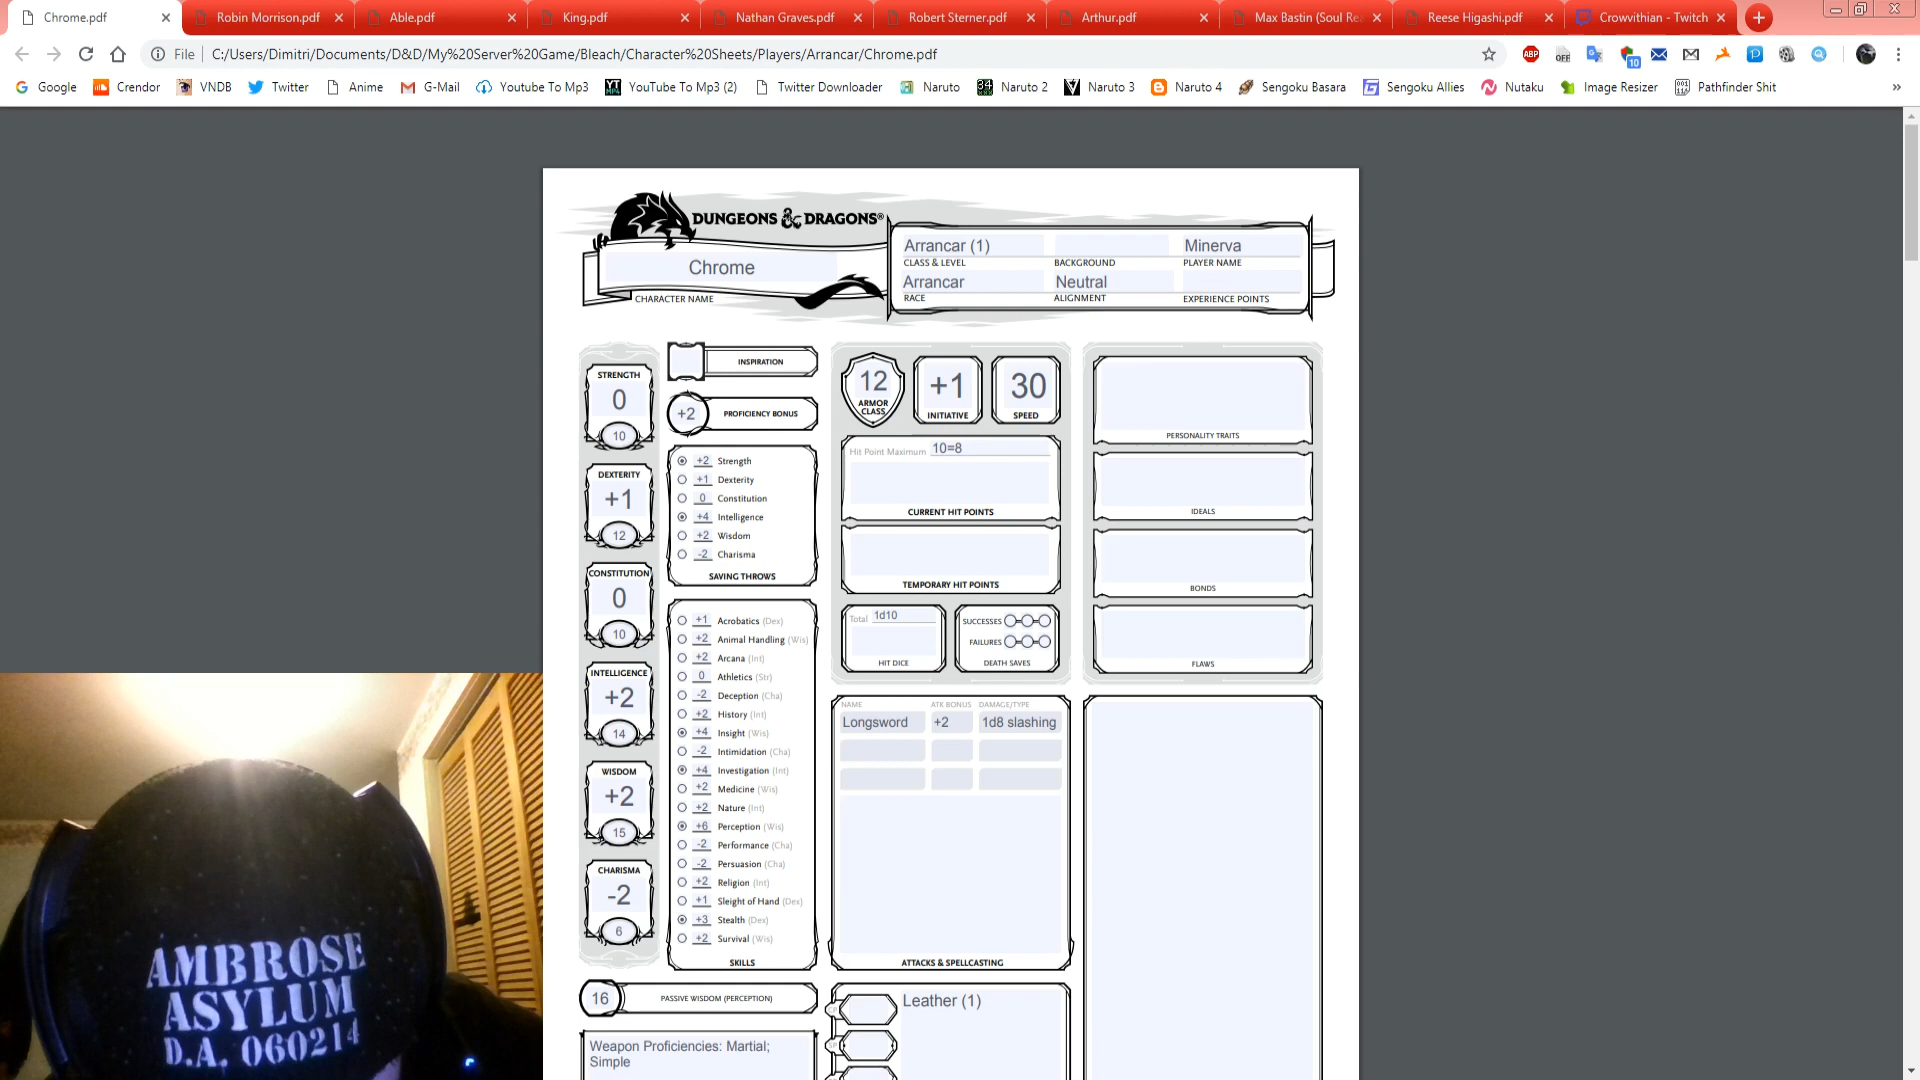 Chrome.pdf
Robin Morrison.pdf
Able.pdf
King.pdf
Nathan Graves.pdf
Robert Sterner.pdf
Arthur.pdf
Max Bastin (Soul Rea
Reese Higashi.pdf
Crowvithian - Twitch
File
C:/Users/Dimitri/Documents/D&D/My%20Server%20Game/Bleach/Character%20Sheets/Players/Arrancar/Chrome.pdf
ABP
OFF
10
Google
Crendor
VNDB
Twitter
Anime
G-Mail
Youtube To Mp3
YouTube To Mp3 (2)
Twitter Downloader
Naruto
Naruto 2
Naruto 3
Naruto 4
Sengoku Basara
Sengoku Allies
Nutaku
Image Resizer
Pathfinder Shit
»
DUNGEONS & DRAGONS®
Chrome
CHARACTER NAME
Arrancar (1)
Minerva
CLASS & LEVEL
BACKGROUND
PLAYER NAME
Arrancar
Neutral
RACE
ALIGNMENT
EXPERIENCE POINTS
STRENGTH
0
10
DEXTERITY
+1
12
CONSTITUTION
0
10
INTELLIGENCE
+2
14
WISDOM
+2
15
CHARISMA
-2
6
INSPIRATION
+2
PROFICIENCY BONUS
+2 Strength
+1 Dexterity
0 Constitution
+4 Intelligence
+2 Wisdom
-2 Charisma
SAVING THROWS
+1 Acrobatics (Dex)
+2 Animal Handling (Wis)
+2 Arcana (Int)
0 Athletics (Str)
-2 Deception (Cha)
+2 History (Int)
+4 Insight (Wis)
-2 Intimidation (Cha)
+4 Investigation (Int)
+2 Medicine (Wis)
+2 Nature (Int)
+6 Perception (Wis)
-2 Performance (Cha)
-2 Persuasion (Cha)
+2 Religion (Int)
+1 Sleight of Hand (Dex)
+3 Stealth (Dex)
+2 Survival (Wis)
SKILLS
16
PASSIVE WISDOM (PERCEPTION)
Weapon Proficiencies: Martial;
Simple
12
ARMOR
CLASS
+1
INITIATIVE
30
SPEED
Hit Point Maximum 10=8
CURRENT HIT POINTS
TEMPORARY HIT POINTS
Total 1d10
HIT DICE
SUCCESSES
FAILURES
DEATH SAVES
NAME
ATK BONUS
DAMAGE/TYPE
Longsword
+2
1d8 slashing
ATTACKS & SPELLCASTING
CP
SP
Leather (1)
PERSONALITY TRAITS
IDEALS
BONDS
FLAWS
AMBROSE
ASYLUM
D.A. 060214